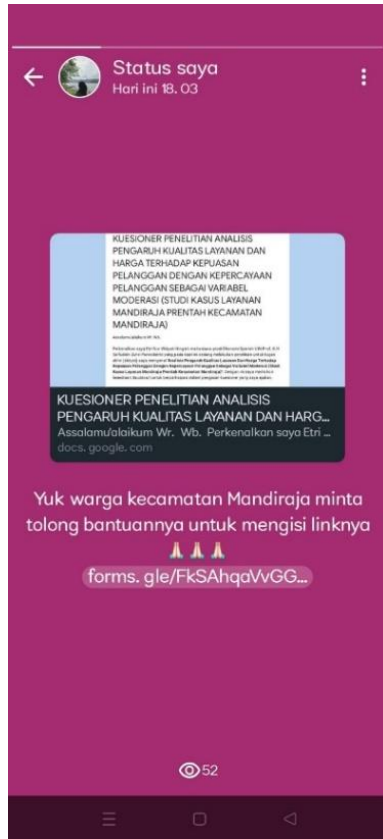 Status saya
Hari ini 18. 03
KUESIONER PENELITIAN ANALISIS
PENGARUH KUALITAS LAYANAN DAN
HARGA TERHADAP KEPUASAN
PELANGGAN DENGAN KEPERCAYAAN
PELANGGAN SEBAGAI VARIABEL
MODERASI (STUDI KASUS LAYANAN
MANDIRAJA PRENTAH KECAMATAN
MANDIRAJA)
KUESIONER PENELITIAN ANALISIS
PENGARUH KUALITAS LAYANAN DAN HARG...
Assalamu'alaikum Wr. Wb. Perkenalkan saya Etri ...
docs. google. com
Yuk warga kecamatan Mandiraja minta
tolong bantuannya untuk mengisi linknya
🙏🏻🙏🏻🙏🏻
forms. gle/FkSAhqaVvGG...
52